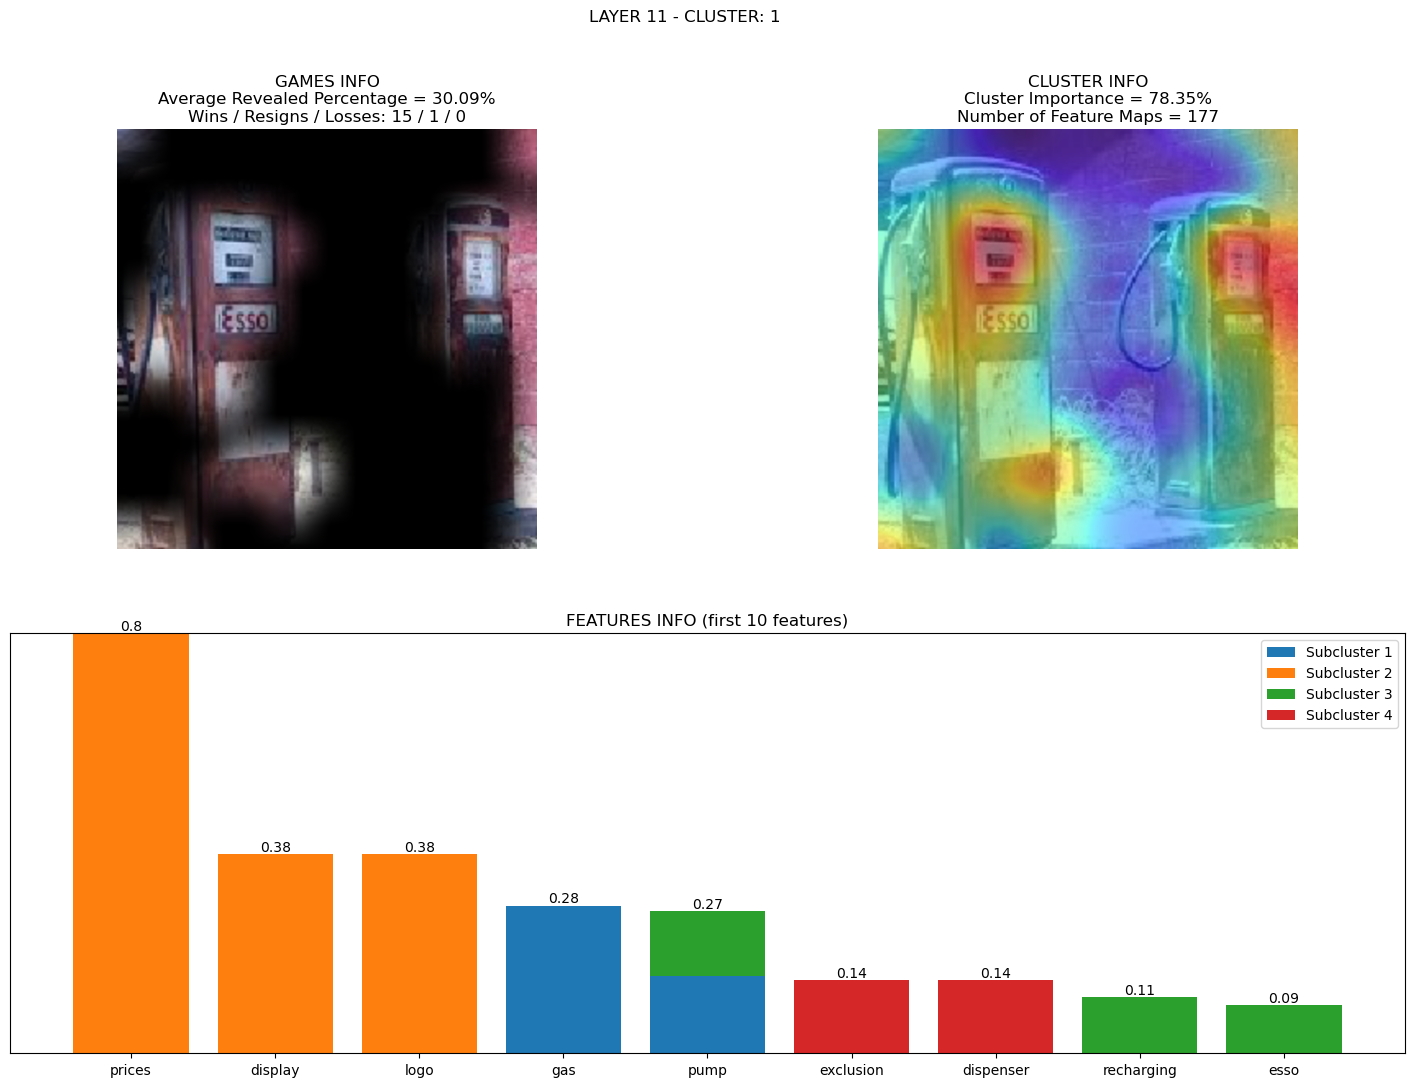 LAYER 11 - CLUSTER: 1
GAMES INFO
Average Revealed Percentage = 30.09%
Wins / Resigns / Losses: 15 / 1 / 0
ESSO
CLUSTER INFO
Cluster Importance = 78.35%
Number of Feature Maps = 177
ESSO
FEATURES INFO (first 10 features)
Subcluster 1
Subcluster 2
Subcluster 3
Subcluster 4
0.8
0.38
0.38
0.28
0.27
0.14
0.14
0.11
0.09
prices
display
logo
gas
pump
exclusion
dispenser
recharging
esso